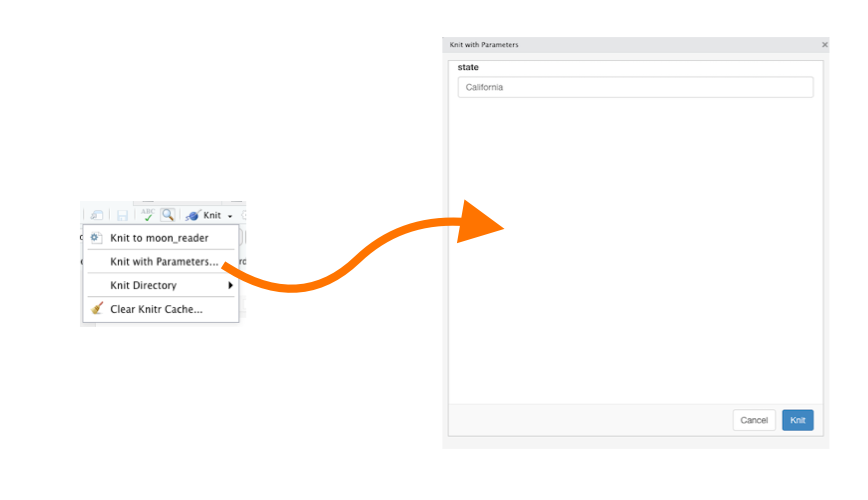 ABC
Knit
Knit to moon_reader
Knit with Parameters...
Knit Directory
Clear Knitr Cache...
Knit with Parameters
state
California
Cancel
Knit